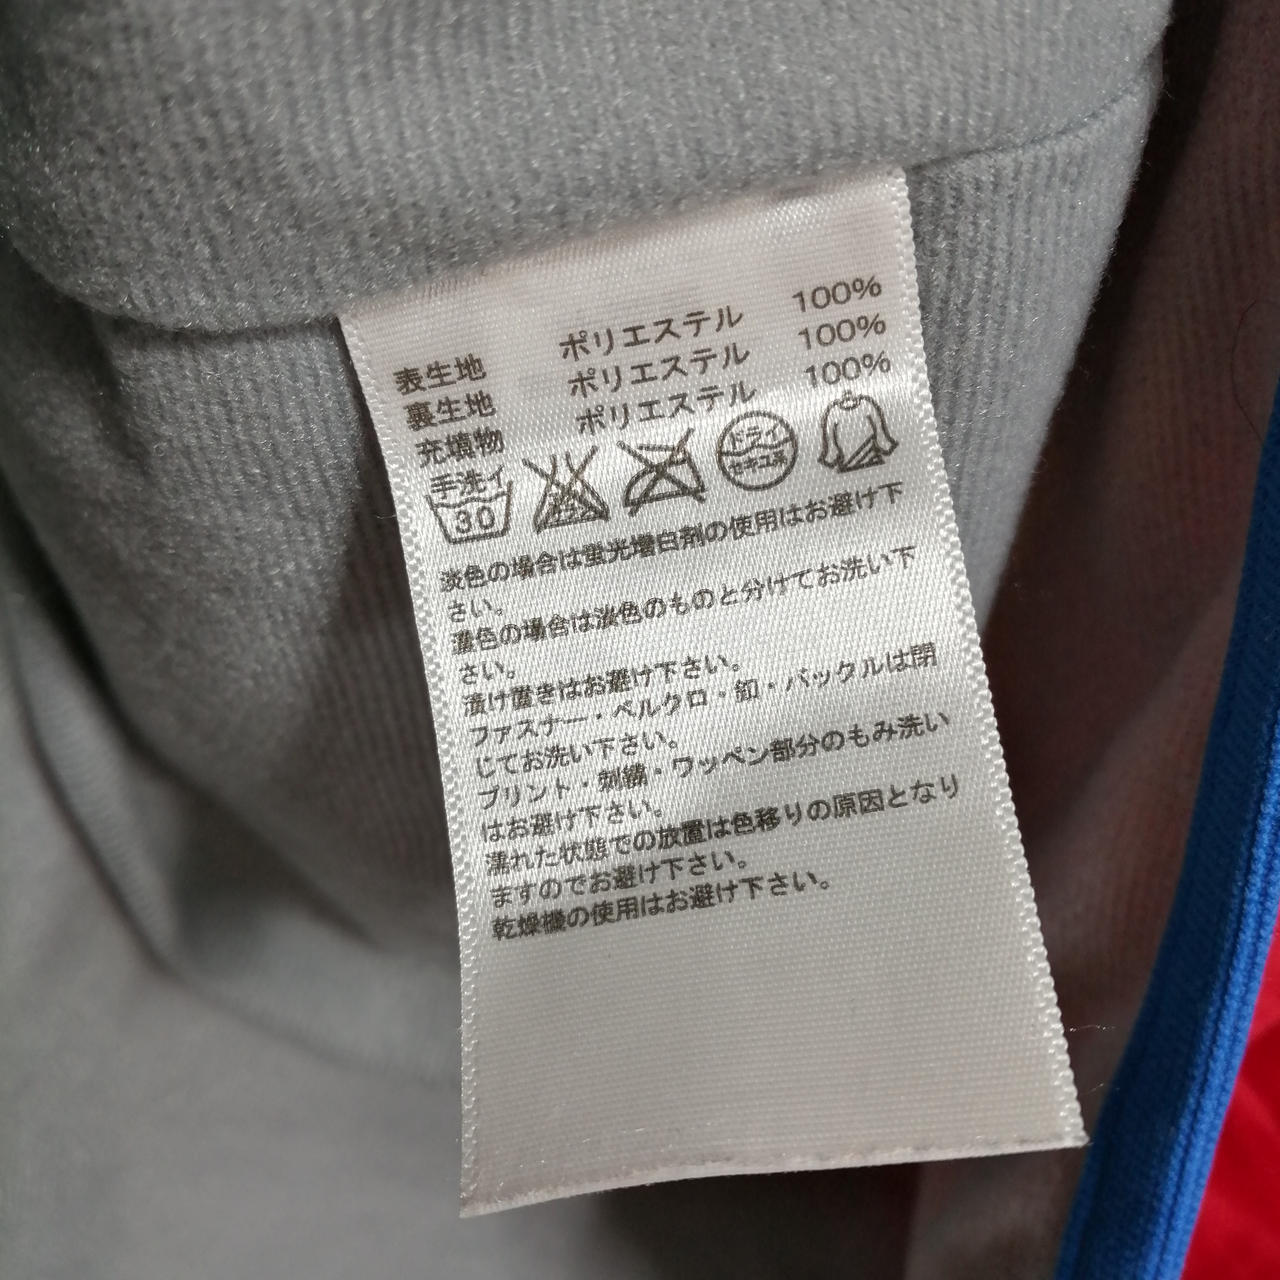 表生地 ポリエステル 100%
裏生地 ポリエステル 100%
充填物 ポリエステル 100%
手洗イ
30 ドライ
セキユ系
淡色の場合は蛍光増白剤の使用はお避け下
さい。
濃色の場合は淡色のものと分けてお洗い下
さい。
漬け置きはお避け下さい。
ファスナー・ベルクロ・釦・バックルは閉
じてお洗い下さい。
プリント・刺繍・ワッペン部分のもみ洗い
はお避け下さい。
濡れた状態での放置は色移りの原因となり
ますのでお避け下さい。
乾燥機の使用はお避け下さい。